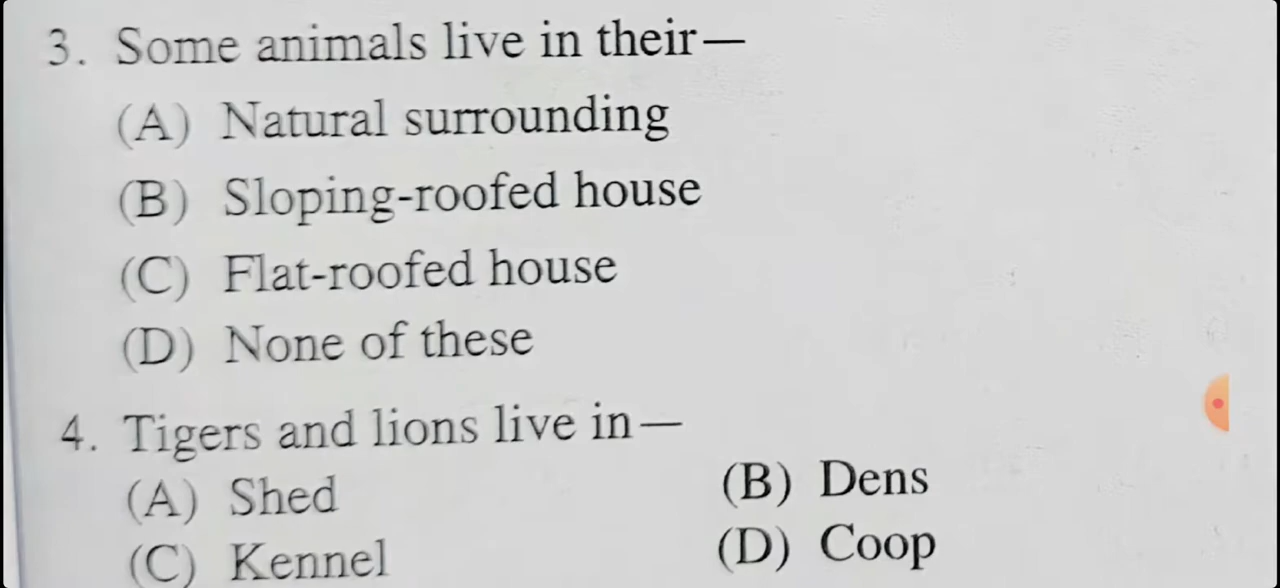 3. Some animals live in their—
(A) Natural surrounding
(B) Sloping-roofed house
(C) Flat-roofed house
(D) None of these
4. Tigers and lions live in—
(A) Shed (B) Dens
(C) Kennel (D) Coop